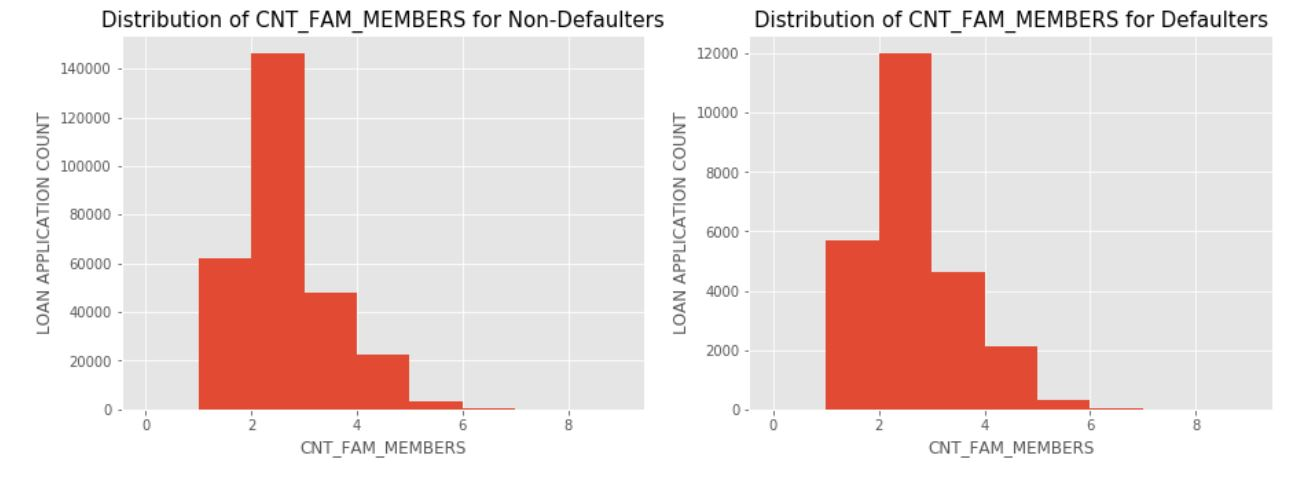 Distribution of CNT_FAM_MEMBERS for Non-Defaulters
LOAN APPLICATION COUNT
140000
120000
100000
80000
60000
40000
20000
0
0 2 4 6 8
CNT_FAM_MEMBERS
Distribution of CNT_FAM_MEMBERS for Defaulters
LOAN APPLICATION COUNT
12000
10000
8000
6000
4000
2000
0
0 2 4 6 8
CNT_FAM_MEMBERS